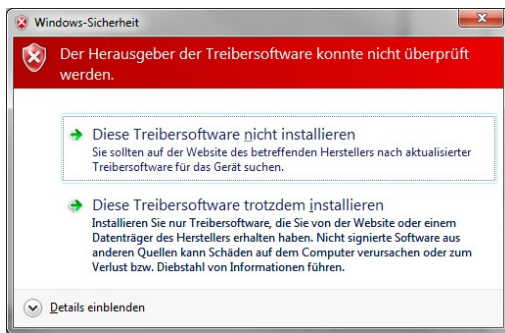 Windows-Sicherheit
Der Herausgeber der Treibersoftware konnte nicht überprüft
werden.
Diese Treibersoftware nicht installieren
Sie sollten auf der Website des betreffenden Herstellers nach aktualisierter
Treibersoftware für das Gerät suchen.
Diese Treibersoftware trotzdem installieren
Installieren Sie nur Treibersoftware, die Sie von der Website oder einem
Datenträger des Herstellers erhalten haben. Nicht signierte Software aus
anderen Quellen kann Schäden auf dem Computer verursachen oder zum
Verlust bzw. Diebstahl von Informationen führen.
Details einblenden